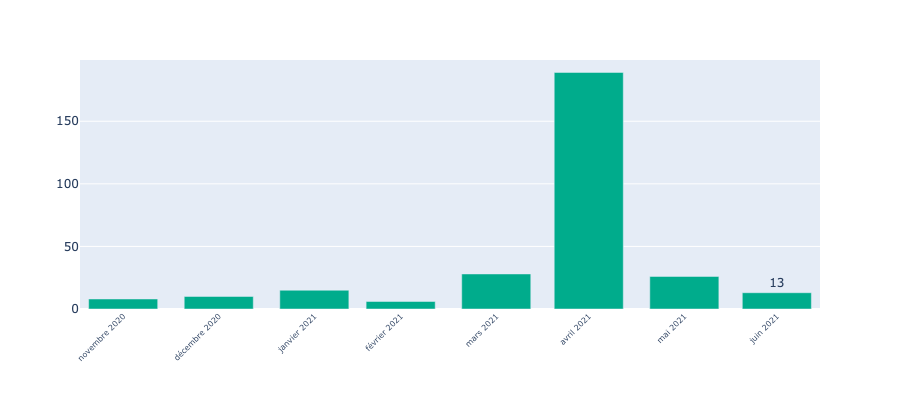 150
100
50
0
13
novembre 2020
décembre 2020
janvier 2021
février 2021
mars 2021
avril 2021
mai 2021
juin 2021